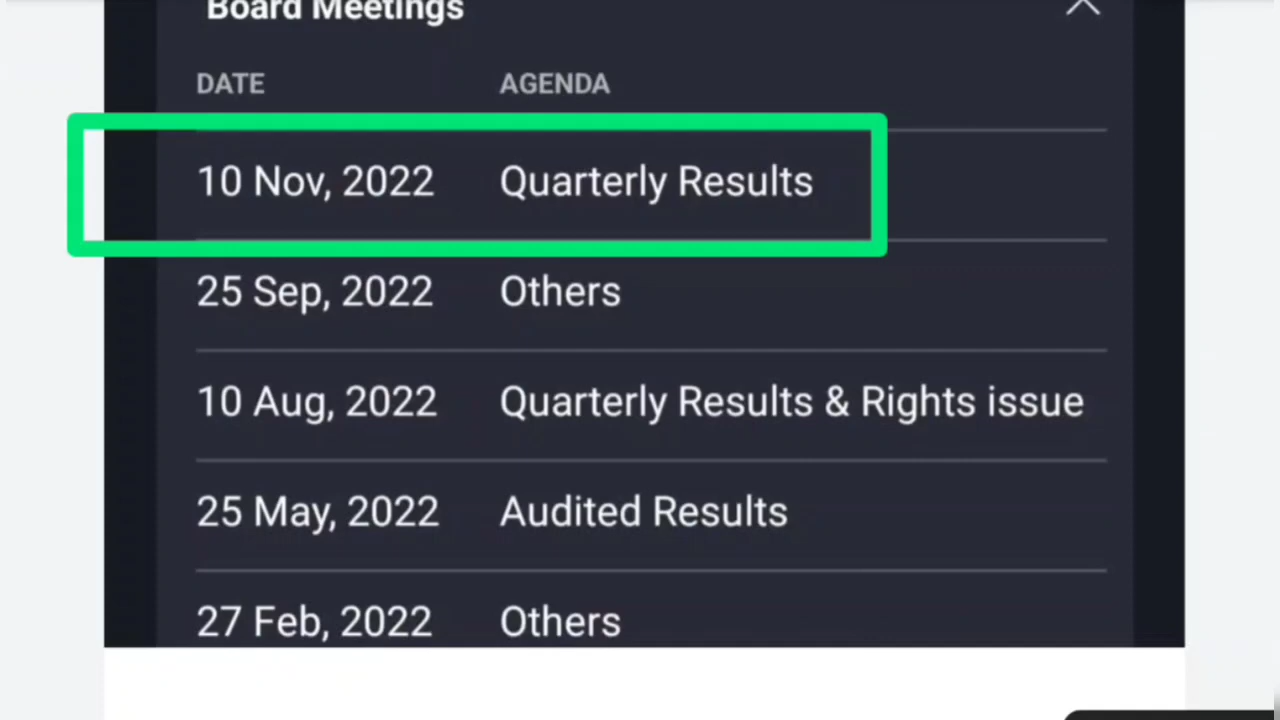 Board Meetings
DATE AGENDA
10 Nov, 2022 Quarterly Results
25 Sep, 2022 Others
10 Aug, 2022 Quarterly Results & Rights issue
25 May, 2022 Audited Results
27 Feb, 2022 Others